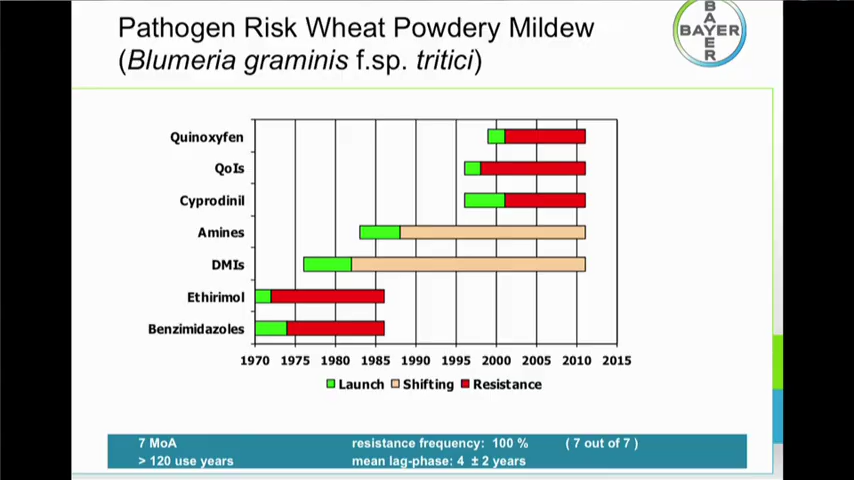 Pathogen Risk Wheat Powdery Mildew
(Blumeria graminis f.sp. tritici)
BAYER
BAYER
Quinoxyfen
QoIs
Cyprodinil
Amines
DMIs
Ethirimol
Benzimidazoles
1970 1975 1980 1985 1990 1995 2000 2005 2010 2015
Launch Shifting Resistance
7 MoA resistance frequency: 100 % ( 7 out of 7 )
> 120 use years mean lag-phase: 4 ± 2 years